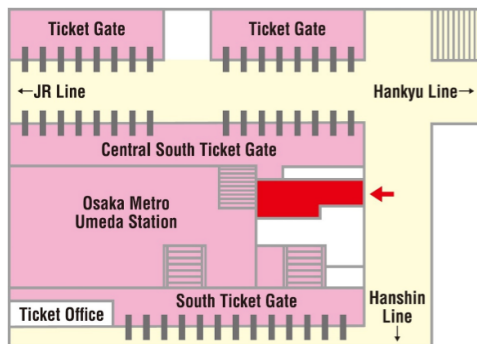 Ticket Gate
Ticket Gate
←JR Line
Hankyu Line→
Central South Ticket Gate
Osaka Metro
Umeda Station
South Ticket Gate
Ticket Office
Hanshin
Line
↓